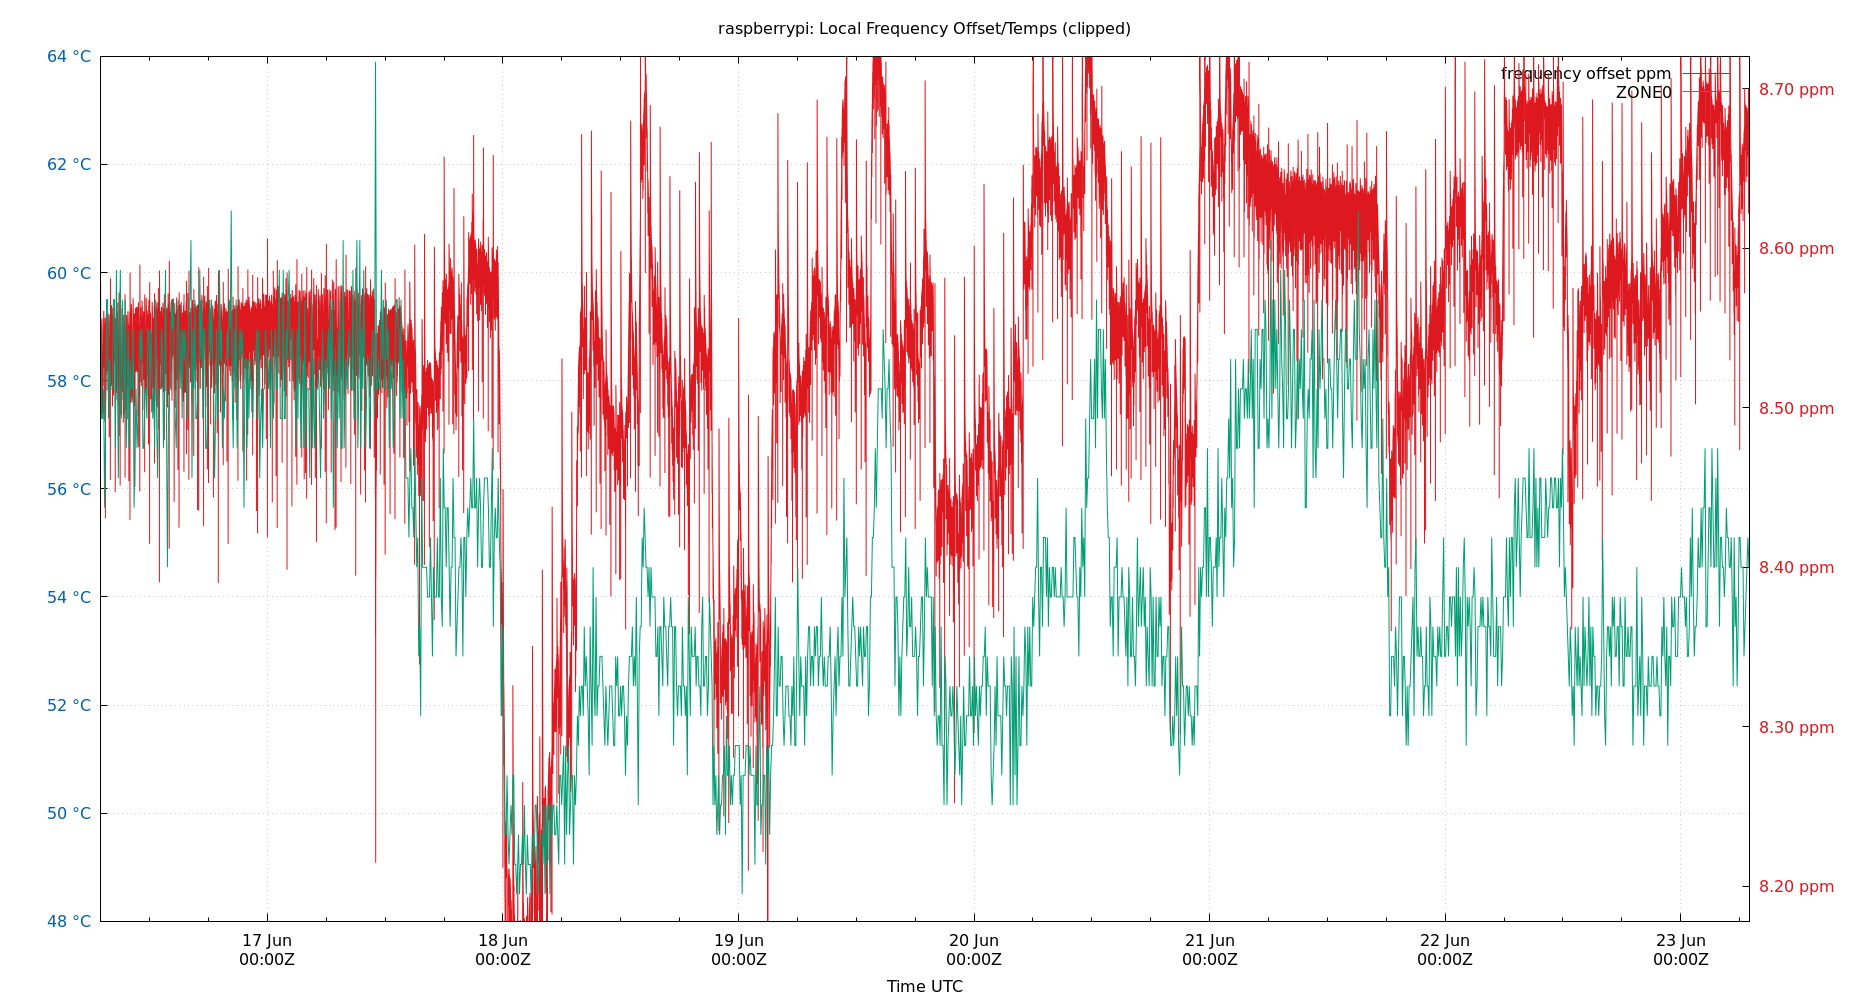 raspberrypi: Local Frequency Offset/Temps (clipped)
64 °C
62 °C
60 °C
58 °C
56 °C
54 °C
52 °C
50 °C
48 °C
frequency offset ppm
ZONE0
8.70 ppm
8.60 ppm
8.50 ppm
8.40 ppm
8.30 ppm
8.20 ppm
17 Jun 18 Jun 19 Jun 20 Jun 21 Jun 22 Jun 23 Jun
00:00Z 00:00Z 00:00Z 00:00Z 00:00Z 00:00Z 00:00Z
Time UTC